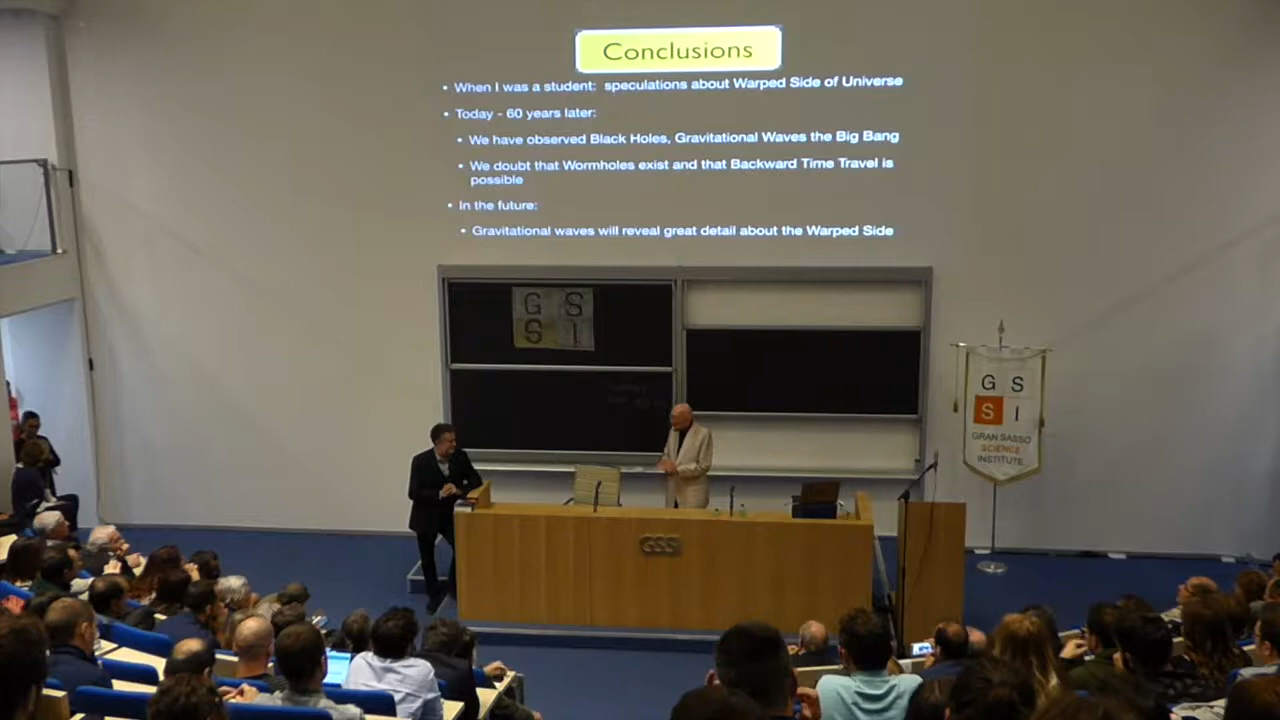 Conclusions
• When I was a student: speculations about Warped Side of Universe
• Today - 60 years later:
• We have observed Black Holes, Gravitational Waves the Big Bang
• We doubt that Wormholes exist and that Backward Time Travel is
possible
• In the future:
• Gravitational waves will reveal great detail about the Warped Side
G S
S I
G S
S I
GRAN SASSO
SCIENCE
INSTITUTE
GSSI